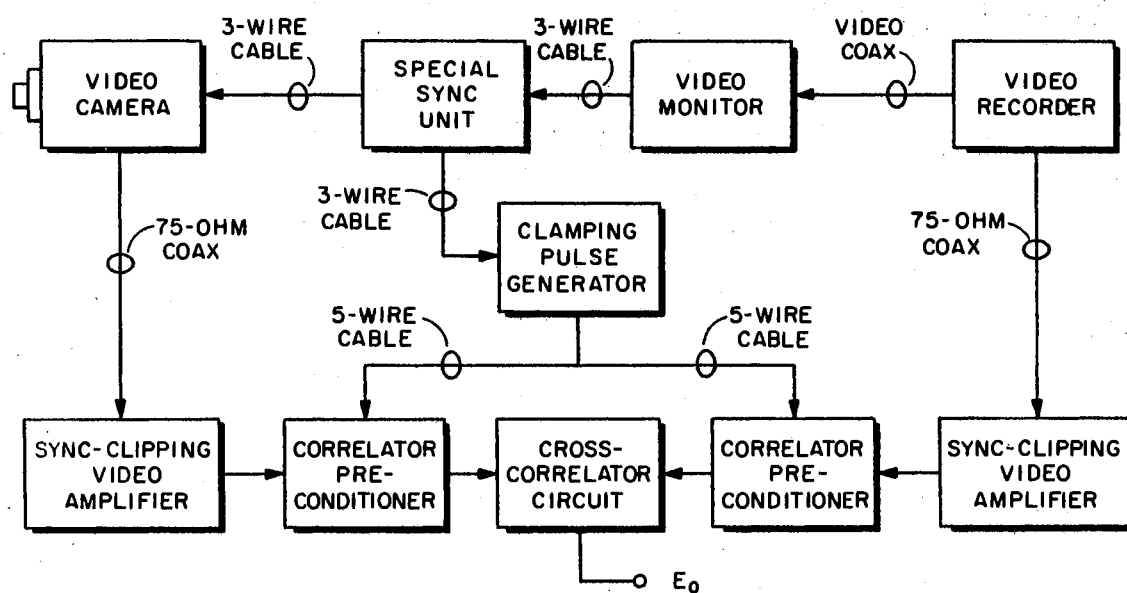 3-WIRE
CABLE
3-WIRE
CABLE
VIDEO
COAX
VIDEO
CAMERA
SPECIAL
SYNC
UNIT
VIDEO
MONITOR
VIDEO
RECORDER
3-WIRE
CABLE
75-OHM
COAX
CLAMPING
PULSE
GENERATOR
75-OHM
COAX
5-WIRE
CABLE
5-WIRE
CABLE
SYNC-CLIPPING
VIDEO
AMPLIFIER
CORRELATOR
PRE-
CONDITIONER
CROSS-
CORRELATOR
CIRCUIT
CORRELATOR
PRE-
CONDITIONER
SYNC-CLIPPING
VIDEO
AMPLIFIER
E₀